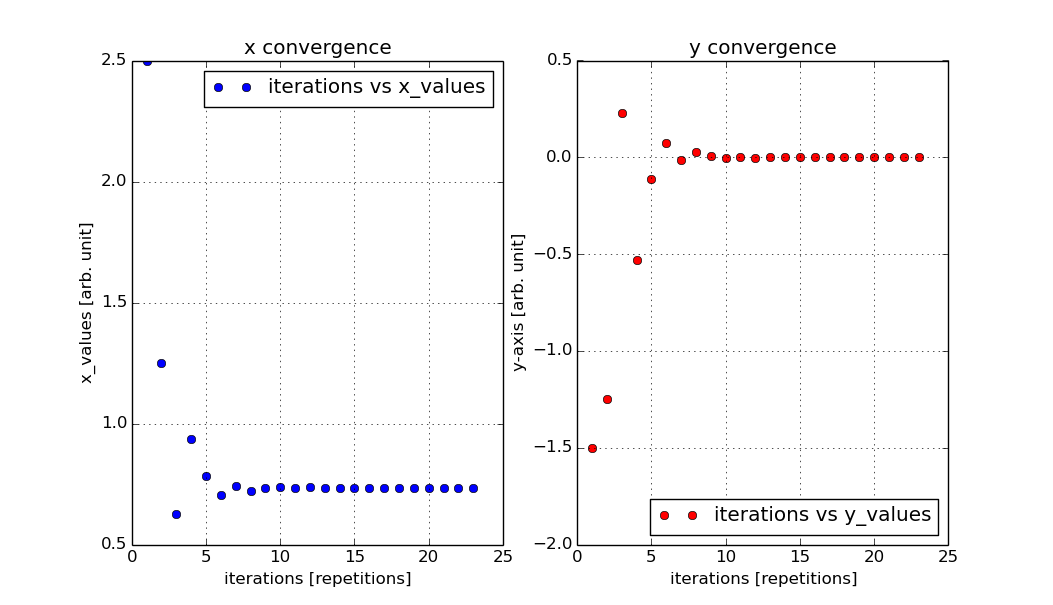 x convergence
2.5
2.0
1.5
1.0
0.5
x_values [arb. unit]
iterations vs x_values
0 5 10 15 20 25
iterations [repetitions]
y convergence
0.5
0.0
−0.5
−1.0
−1.5
−2.0
y-axis [arb. unit]
iterations vs y_values
0 5 10 15 20 25
iterations [repetitions]